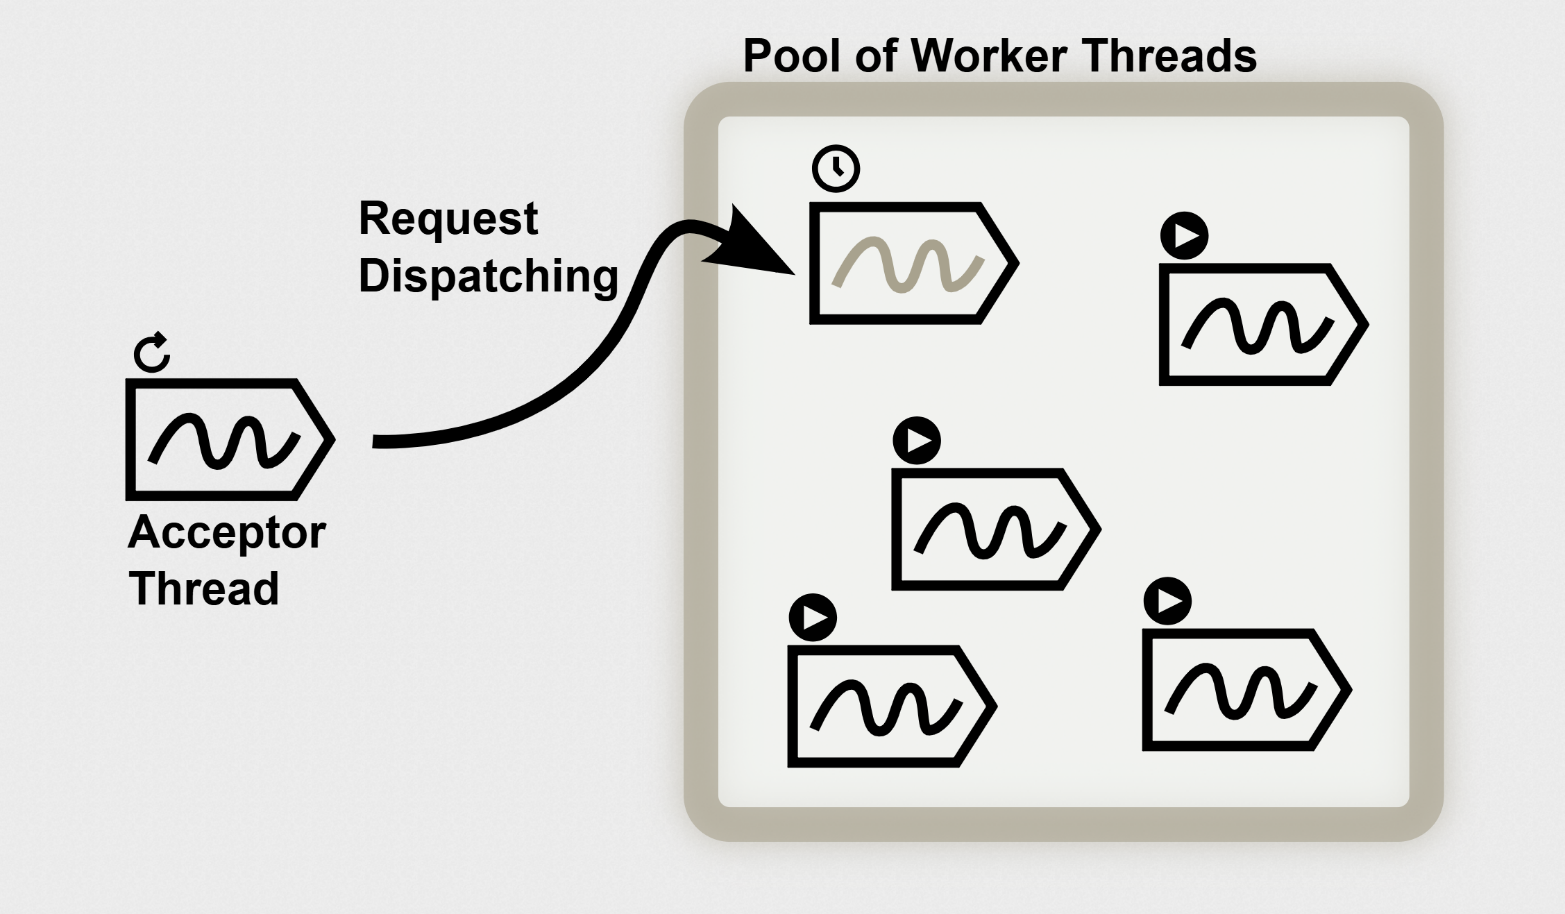 Pool of Worker Threads
Request
Dispatching
Acceptor
Thread